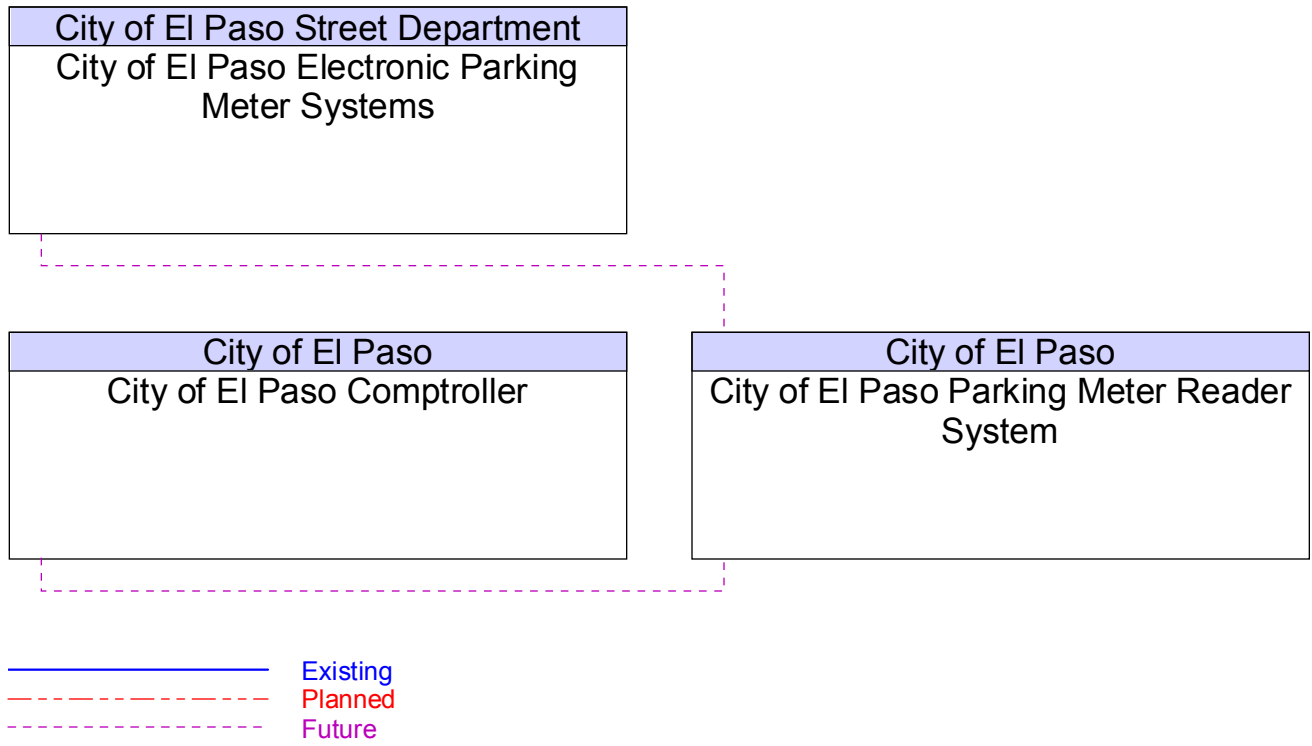 City of El Paso Street Department
City of El Paso Electronic Parking
Meter Systems
City of El Paso
City of El Paso Comptroller
City of El Paso
City of El Paso Parking Meter Reader
System
Existing
Planned
Future